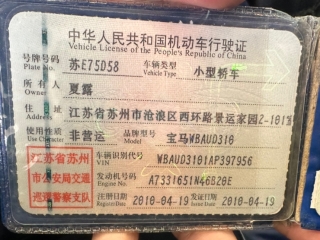 中华人民共和国机动车行驶证
Vehicle License of the People's Republic of China
号牌号码 Plate No. 苏E75D58 车辆类型 Vehicle Type 小型轿车
所有人 Owner 夏露
住址 Address 江苏省苏州市沧浪区西环路景运家园2-101室
使用性质 Use Character 非营运 品牌型号 Model 宝马WBAUD310
江苏省苏州市公安局交通巡逻警察支队
车辆识别代号 VIN WBAUD3101AP397956
发动机号码 Engine No. A7331651N46B20E
注册日期 Register Date 2010-04-19 发证日期 Issue Date 2010-04-19